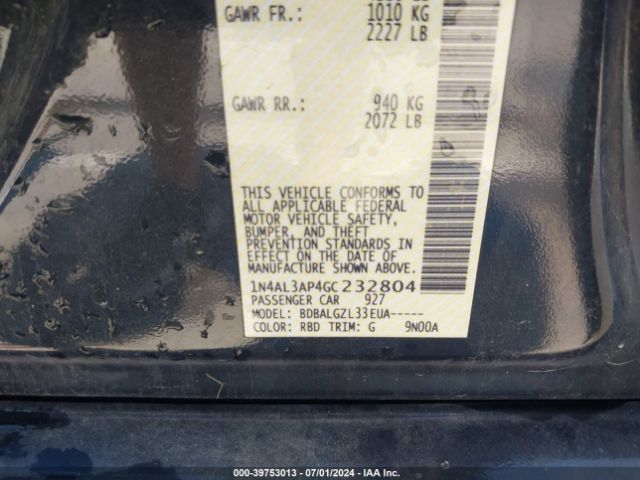 GAWR FR.: 1010 KG
2227 LB
GAWR RR.: 940 KG
2072 LB
THIS VEHICLE CONFORMS TO
ALL APPLICABLE FEDERAL
MOTOR VEHICLE SAFETY,
BUMPER, AND THEFT
PREVENTION STANDARDS IN
EFFECT ON THE DATE OF
MANUFACTURE SHOWN ABOVE.
1N4AL3AP4GC232804
PASSENGER CAR 927
MODEL: BDBALGZL33EUA-----
COLOR: RBD TRIM: G 9N00A
000-39753013 / 07/01/2024 - IAA Inc.